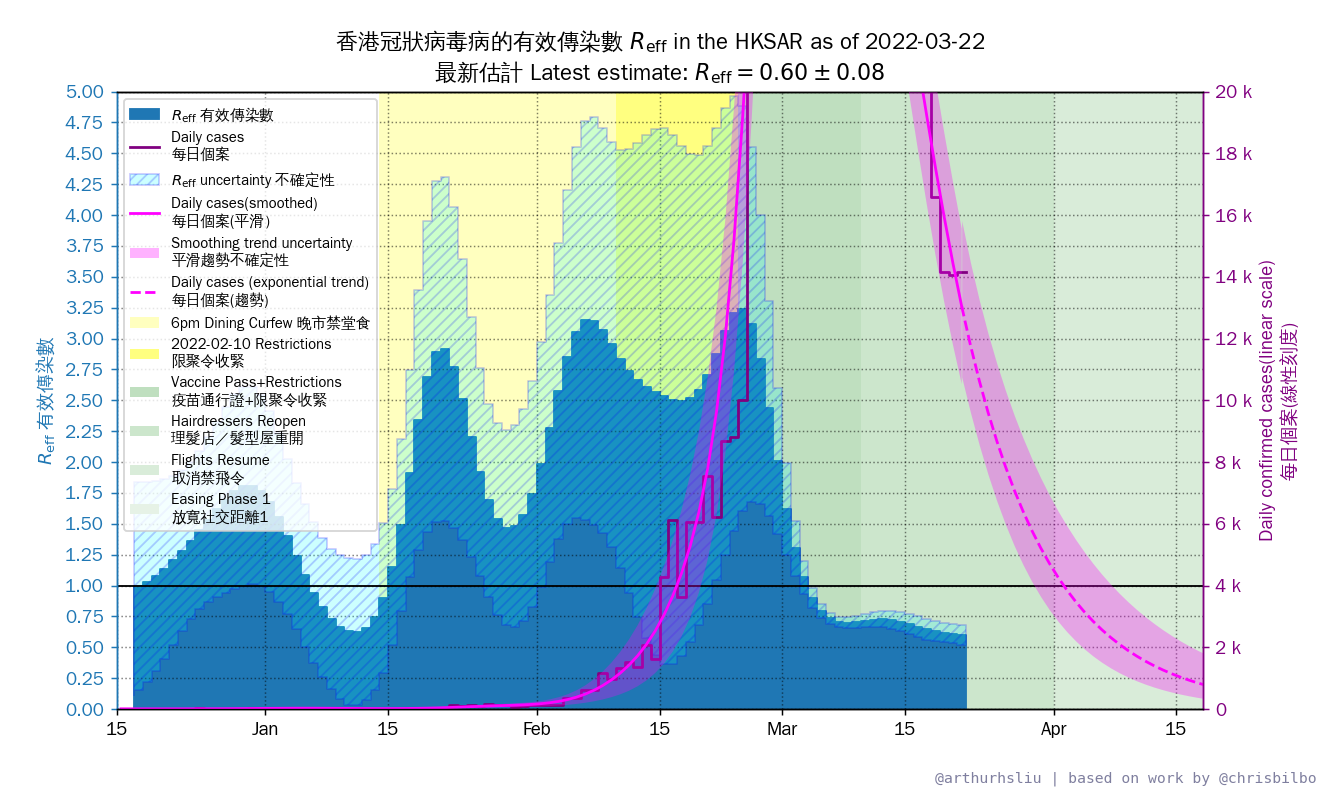 香港冠狀病毒病的有效傳染數 Reff in the HKSAR as of 2022-03-22
最新估計 Latest estimate: Reff = 0.60 ± 0.08
Reff 有效傳染數
Daily cases
每日個案
Reff uncertainty 不確定性
Daily cases(smoothed)
每日個案(平滑)
Smoothing trend uncertainty
平滑趨勢不確定性
Daily cases (exponential trend)
每日個案(趨勢)
6pm Dining Curfew 晚市禁堂食
2022-02-10 Restrictions
限聚令收緊
Vaccine Pass+Restrictions
疫苗通行證+限聚令收緊
Hairdressers Reopen
理髮店／髮型屋重開
Flights Resume
取消禁飛令
Easing Phase 1
放寬社交距離1
Reff 有效傳染數
5.00
4.75
4.50
4.25
4.00
3.75
3.50
3.25
3.00
2.75
2.50
2.25
2.00
1.75
1.50
1.25
1.00
0.75
0.50
0.25
0.00
20 k
18 k
16 k
14 k
12 k
10 k
8 k
6 k
4 k
2 k
0
Daily confirmed cases(linear scale)
每日個案(線性刻度)
15
Jan
15
Feb
15
Mar
15
Apr
15
@arthurhsliu | based on work by @chrisbilbo